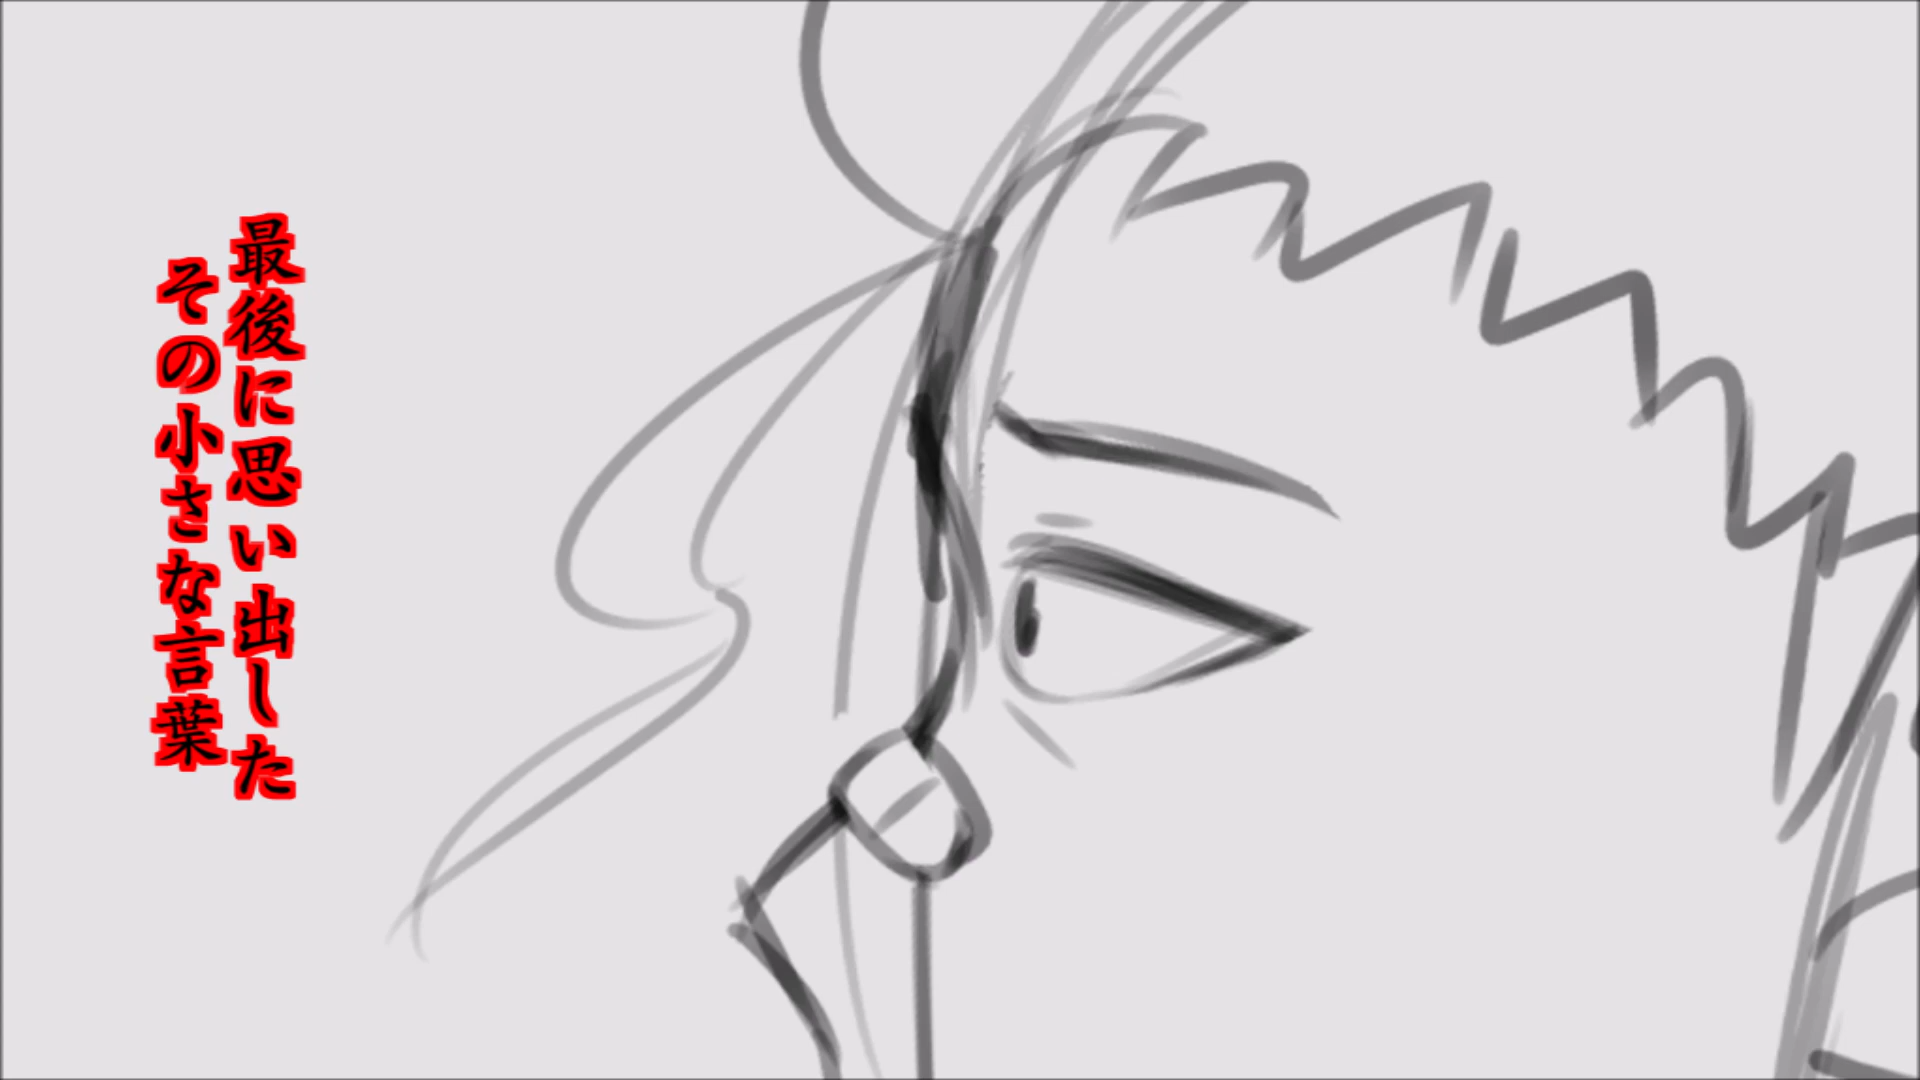 最後に思い出した
その小さな言葉